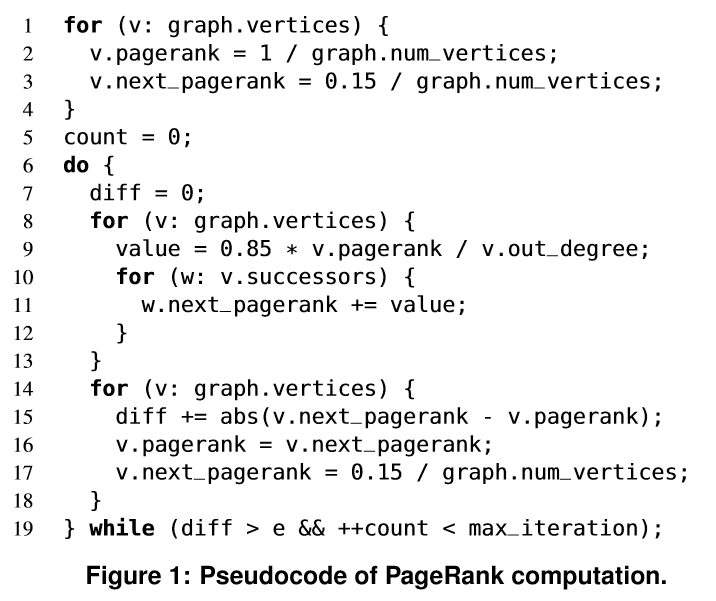 1 for (v: graph.vertices) {
2 v.pagerank = 1 / graph.num_vertices;
3 v.next_pagerank = 0.15 / graph.num_vertices;
4 }
5 count = 0;
6 do {
7 diff = 0;
8 for (v: graph.vertices) {
9 value = 0.85 * v.pagerank / v.out_degree;
10 for (w: v.successors) {
11 w.next_pagerank += value;
12 }
13 }
14 for (v: graph.vertices) {
15 diff += abs(v.next_pagerank - v.pagerank);
16 v.pagerank = v.next_pagerank;
17 v.next_pagerank = 0.15 / graph.num_vertices;
18 }
19 } while (diff > e && ++count < max_iteration);
Figure 1: Pseudocode of PageRank computation.